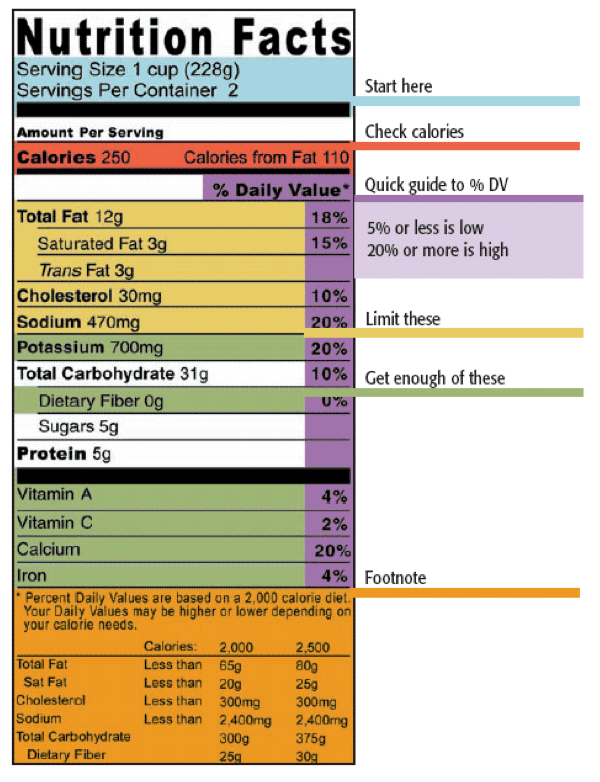 Nutrition Facts
Serving Size 1 cup (228g)
Servings Per Container 2
Start here
Amount Per Serving
Check calories
Calories 250 Calories from Fat 110
% Daily Value*
Quick guide to % DV
5% or less is low
20% or more is high
Total Fat 12g 18%
Saturated Fat 3g 15%
Trans Fat 3g
Cholesterol 30mg 10%
Sodium 470mg 20%
Limit these
Potassium 700mg 20%
Total Carbohydrate 31g 10%
Get enough of these
Dietary Fiber 0g 0%
Sugars 5g
Protein 5g
Vitamin A 4%
Vitamin C 2%
Calcium 20%
Iron 4%
Footnote
* Percent Daily Values are based on a 2,000 calorie diet.
Your Daily Values may be higher or lower depending on
your calorie needs.
Calories: 2,000 2,500
Total Fat Less than 65g 80g
Sat Fat Less than 20g 25g
Cholesterol Less than 300mg 300mg
Sodium Less than 2,400mg 2,400mg
Total Carbohydrate 300g 375g
Dietary Fiber 25g 30g